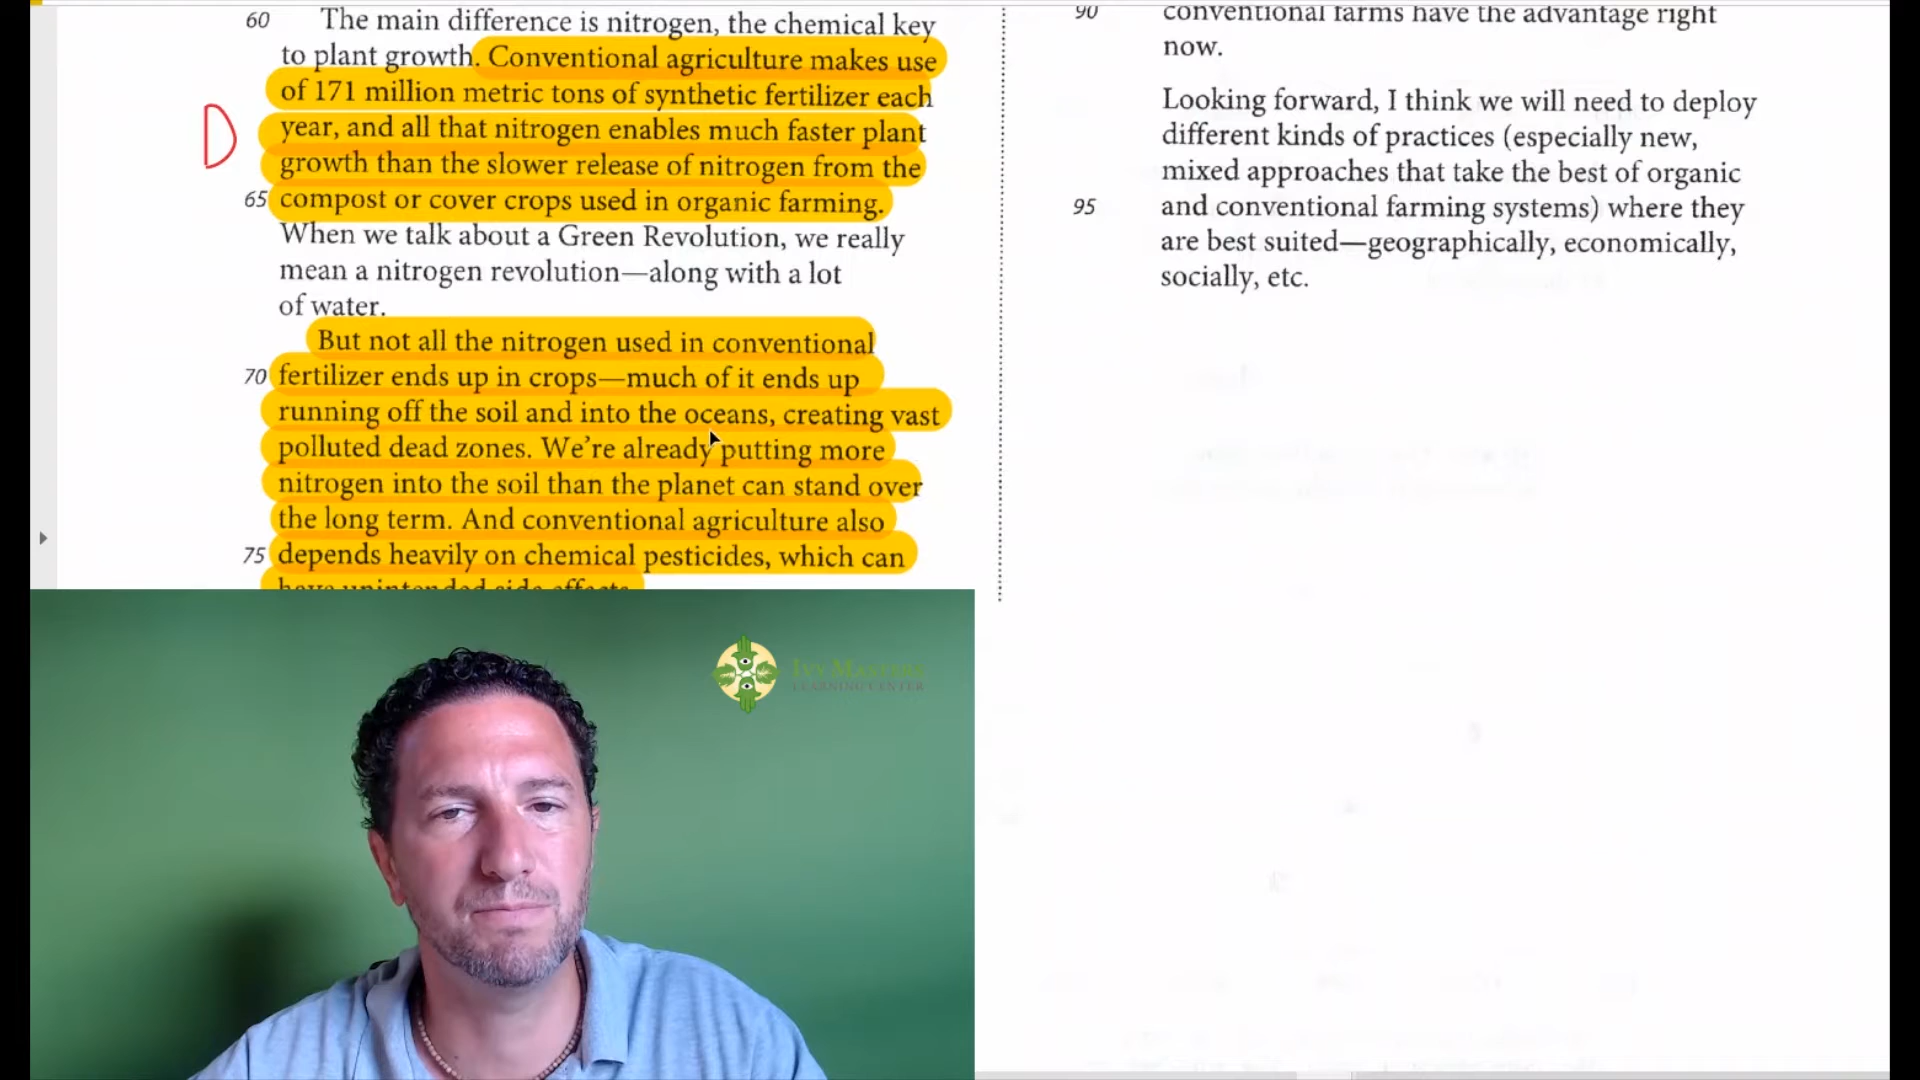 60 The main difference is nitrogen, the chemical key
to plant growth. Conventional agriculture makes use
of 171 million metric tons of synthetic fertilizer each
D
year, and all that nitrogen enables much faster plant
growth than the slower release of nitrogen from the
65 compost or cover crops used in organic farming.
When we talk about a Green Revolution, we really
mean a nitrogen revolution—along with a lot
of water.
But not all the nitrogen used in conventional
70 fertilizer ends up in crops—much of it ends up
running off the soil and into the oceans, creating vast
polluted dead zones. We're already putting more
nitrogen into the soil than the planet can stand over
the long term. And conventional agriculture also
75 depends heavily on chemical pesticides, which can
have unintended side effects.
90 conventional farms have the advantage right
now.
Looking forward, I think we will need to deploy
different kinds of practices (especially new,
mixed approaches that take the best of organic
95 and conventional farming systems) where they
are best suited—geographically, economically,
socially, etc.
IVY MASTERS
LEARNING CENTER